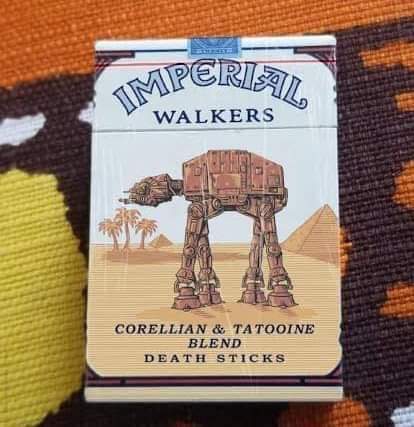 IMPERIAL
WALKERS
CORELLIAN & TATOOINE
BLEND
DEATH STICKS